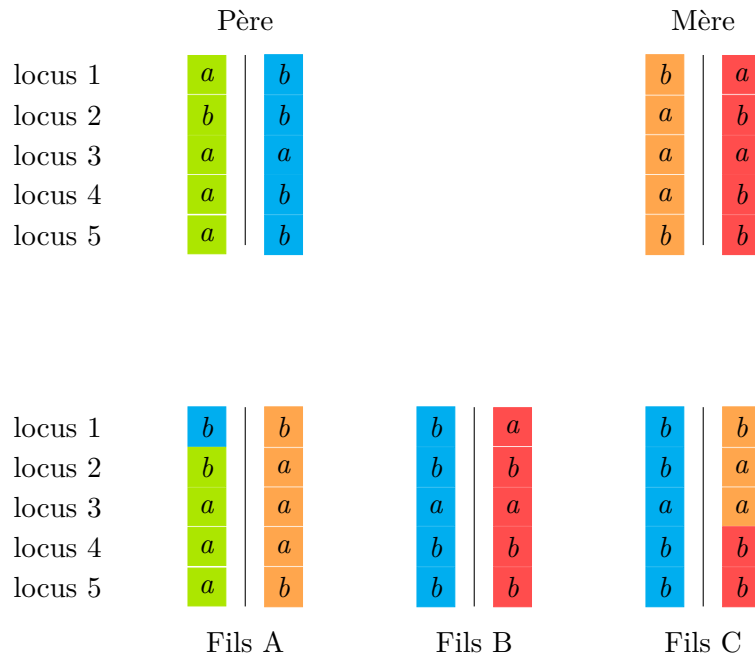 Père Mère
locus 1 a b b a
locus 2 b b a b
locus 3 a a a a
locus 4 a b a b
locus 5 a b b b
locus 1 b b b a b b
locus 2 b a b b b a
locus 3 a a a a a a
locus 4 a a b b b b
locus 5 a b b b b b
Fils A Fils B Fils C